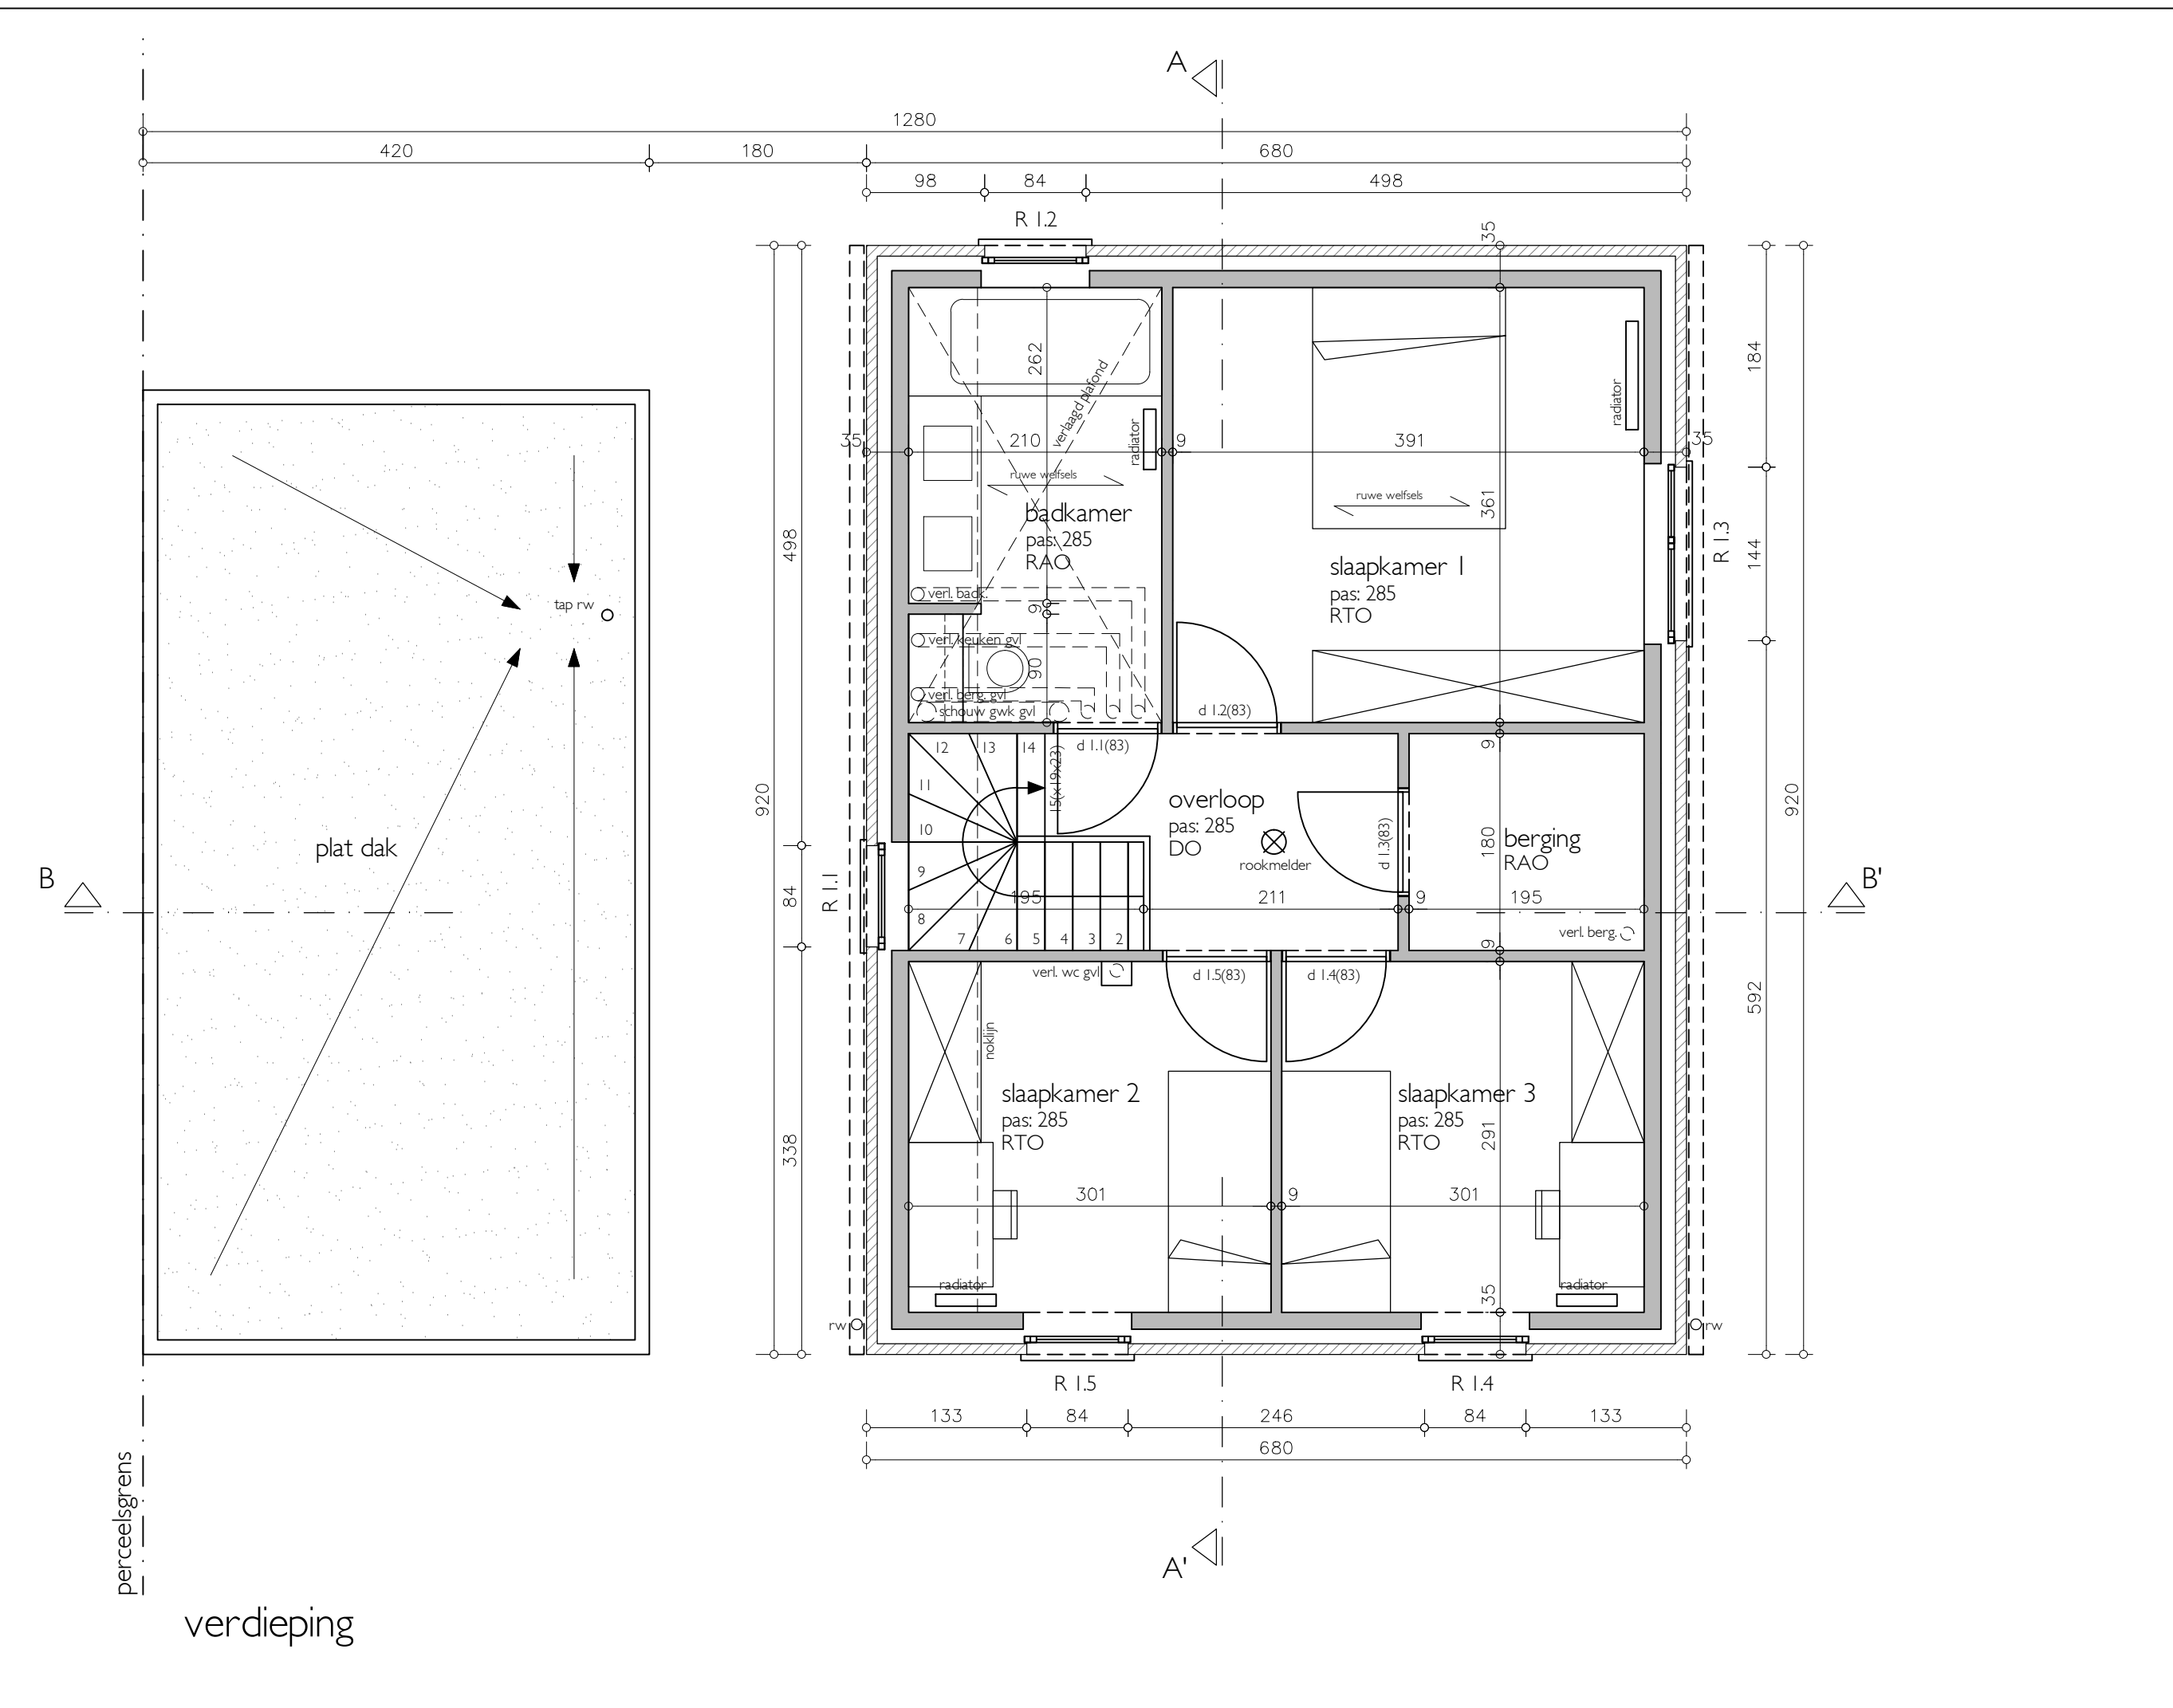 A
1280
420
180
680
98
84
498
R 1.2
35
262
verlaagd plafond
radiator
radiator
184
35
210
9
391
35
ruwe welfsels
ruwe welfsels
361
badkamer
pas: 285
RAO
498
R 1.3
144
slaapkamer 1
pas: 285
RTO
verl. badk.
9
tap rw
verl. keuken gvl
90
verl. berg. gvl
schouw gwk gvl
d 1.2(83)
12
13
14
15(x19x23)
d 1.1(83)
9
11
10
9
8
7
6
5
4
3
2
920
overloop
pas: 285
DO
rookmelder
d 1.3(83)
180
berging
RAO
920
plat dak
B
84
R 1.1
195
211
9
195
B'
verl. berg.
9
verl. wc gvl
d 1.5(83)
d 1.4(83)
592
noklijn
slaapkamer 2
pas: 285
RTO
slaapkamer 3
pas: 285
RTO
291
338
301
9
301
radiator
radiator
35
rw
rw
R 1.5
R 1.4
133
84
246
84
133
680
perceelsgrens
A'
verdieping